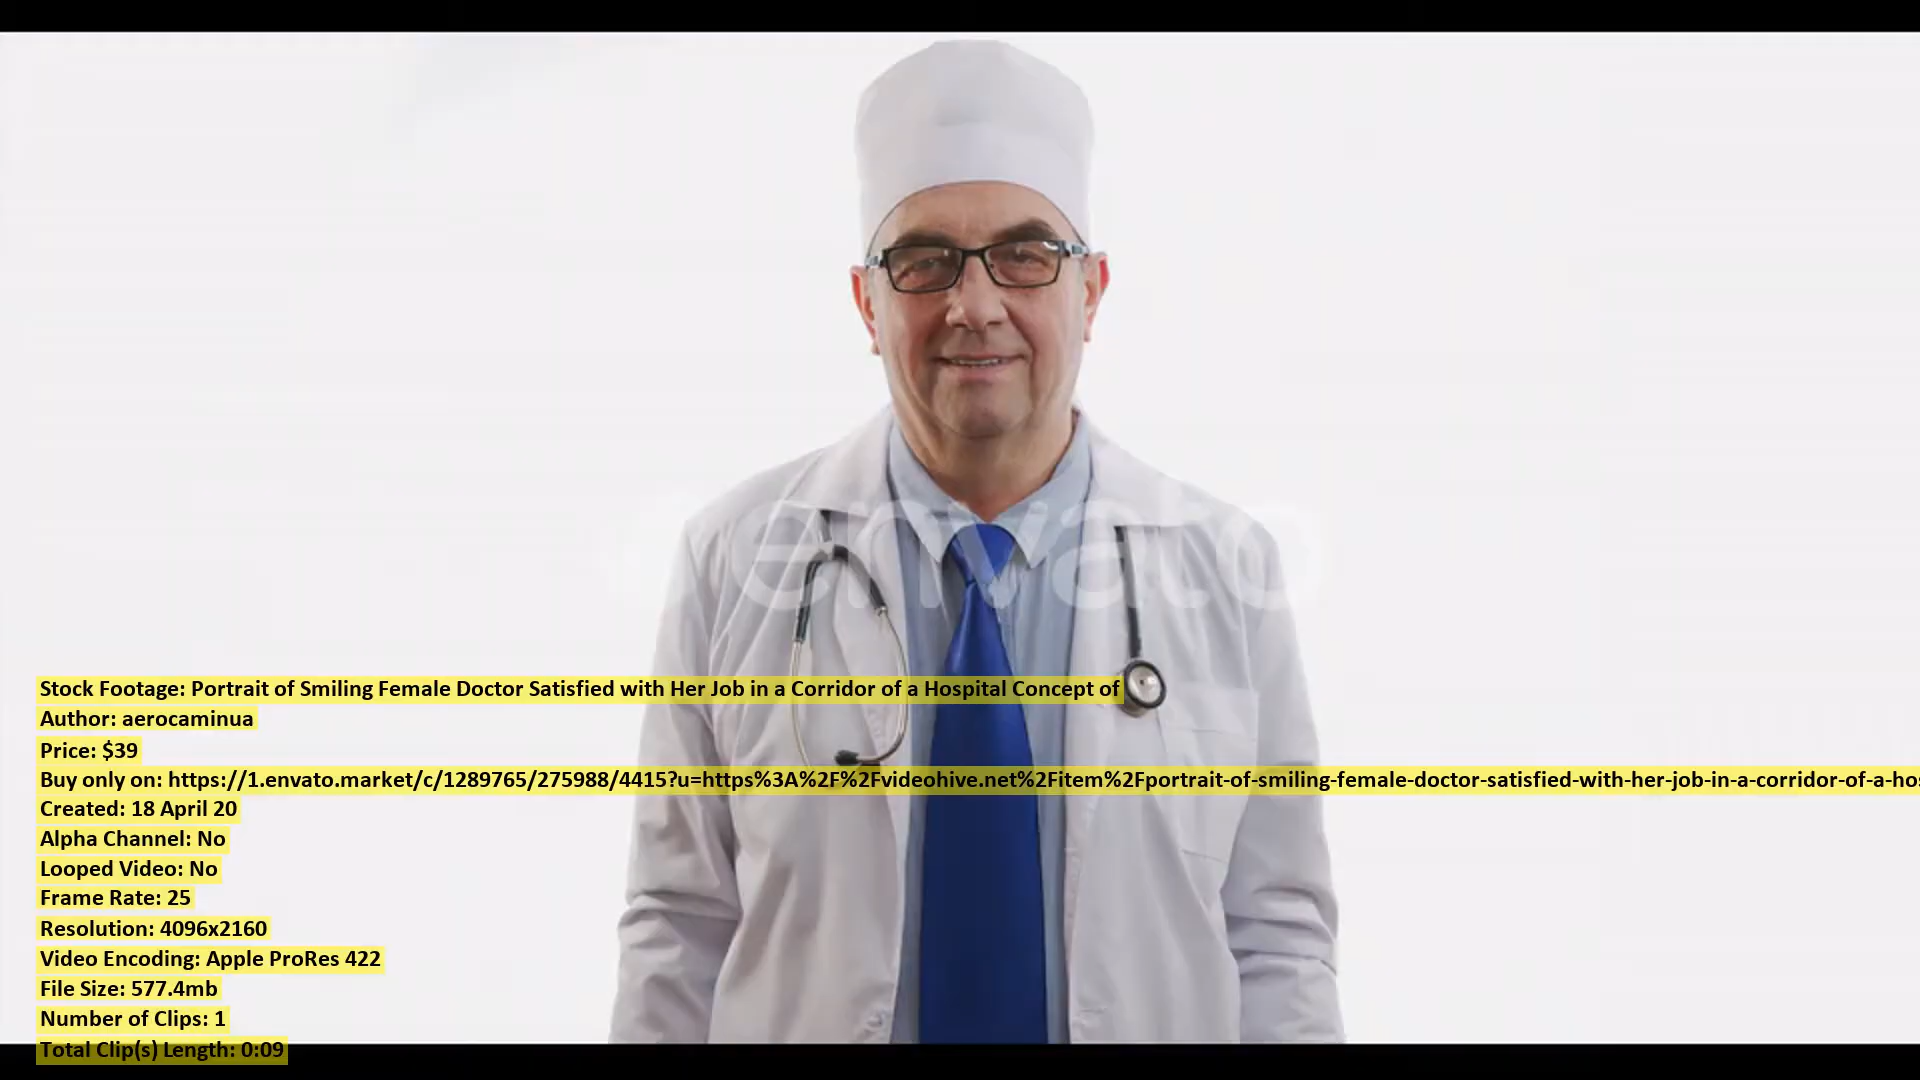 envato
Stock Footage: Portrait of Smiling Female Doctor Satisfied with Her Job in a Corridor of a Hospital Concept of
Author: aerocaminua
Price: $39
Buy only on: https://1.envato.market/c/1289765/275988/4415?u=https%3A%2F%2Fvideohive.net%2Fitem%2Fportrait-of-smiling-female-doctor-satisfied-with-her-job-in-a-corridor-of-a-hos
Created: 18 April 20
Alpha Channel: No
Looped Video: No
Frame Rate: 25
Resolution: 4096x2160
Video Encoding: Apple ProRes 422
File Size: 577.4mb
Number of Clips: 1
Total Clip(s) Length: 0:09